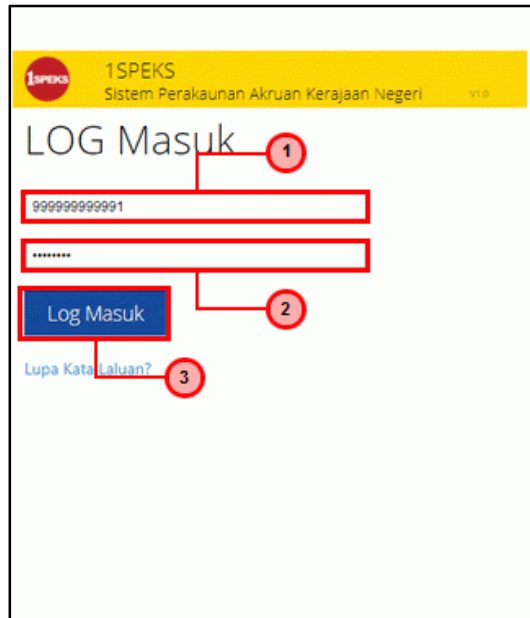 1SPEKS
1SPEKS
Sistem Perakaunan Akruan Kerajaan Negeri V1.0
LOG Masuk
1
999999999991
••••••••
2
Log Masuk
Lupa Kata Laluan?
3